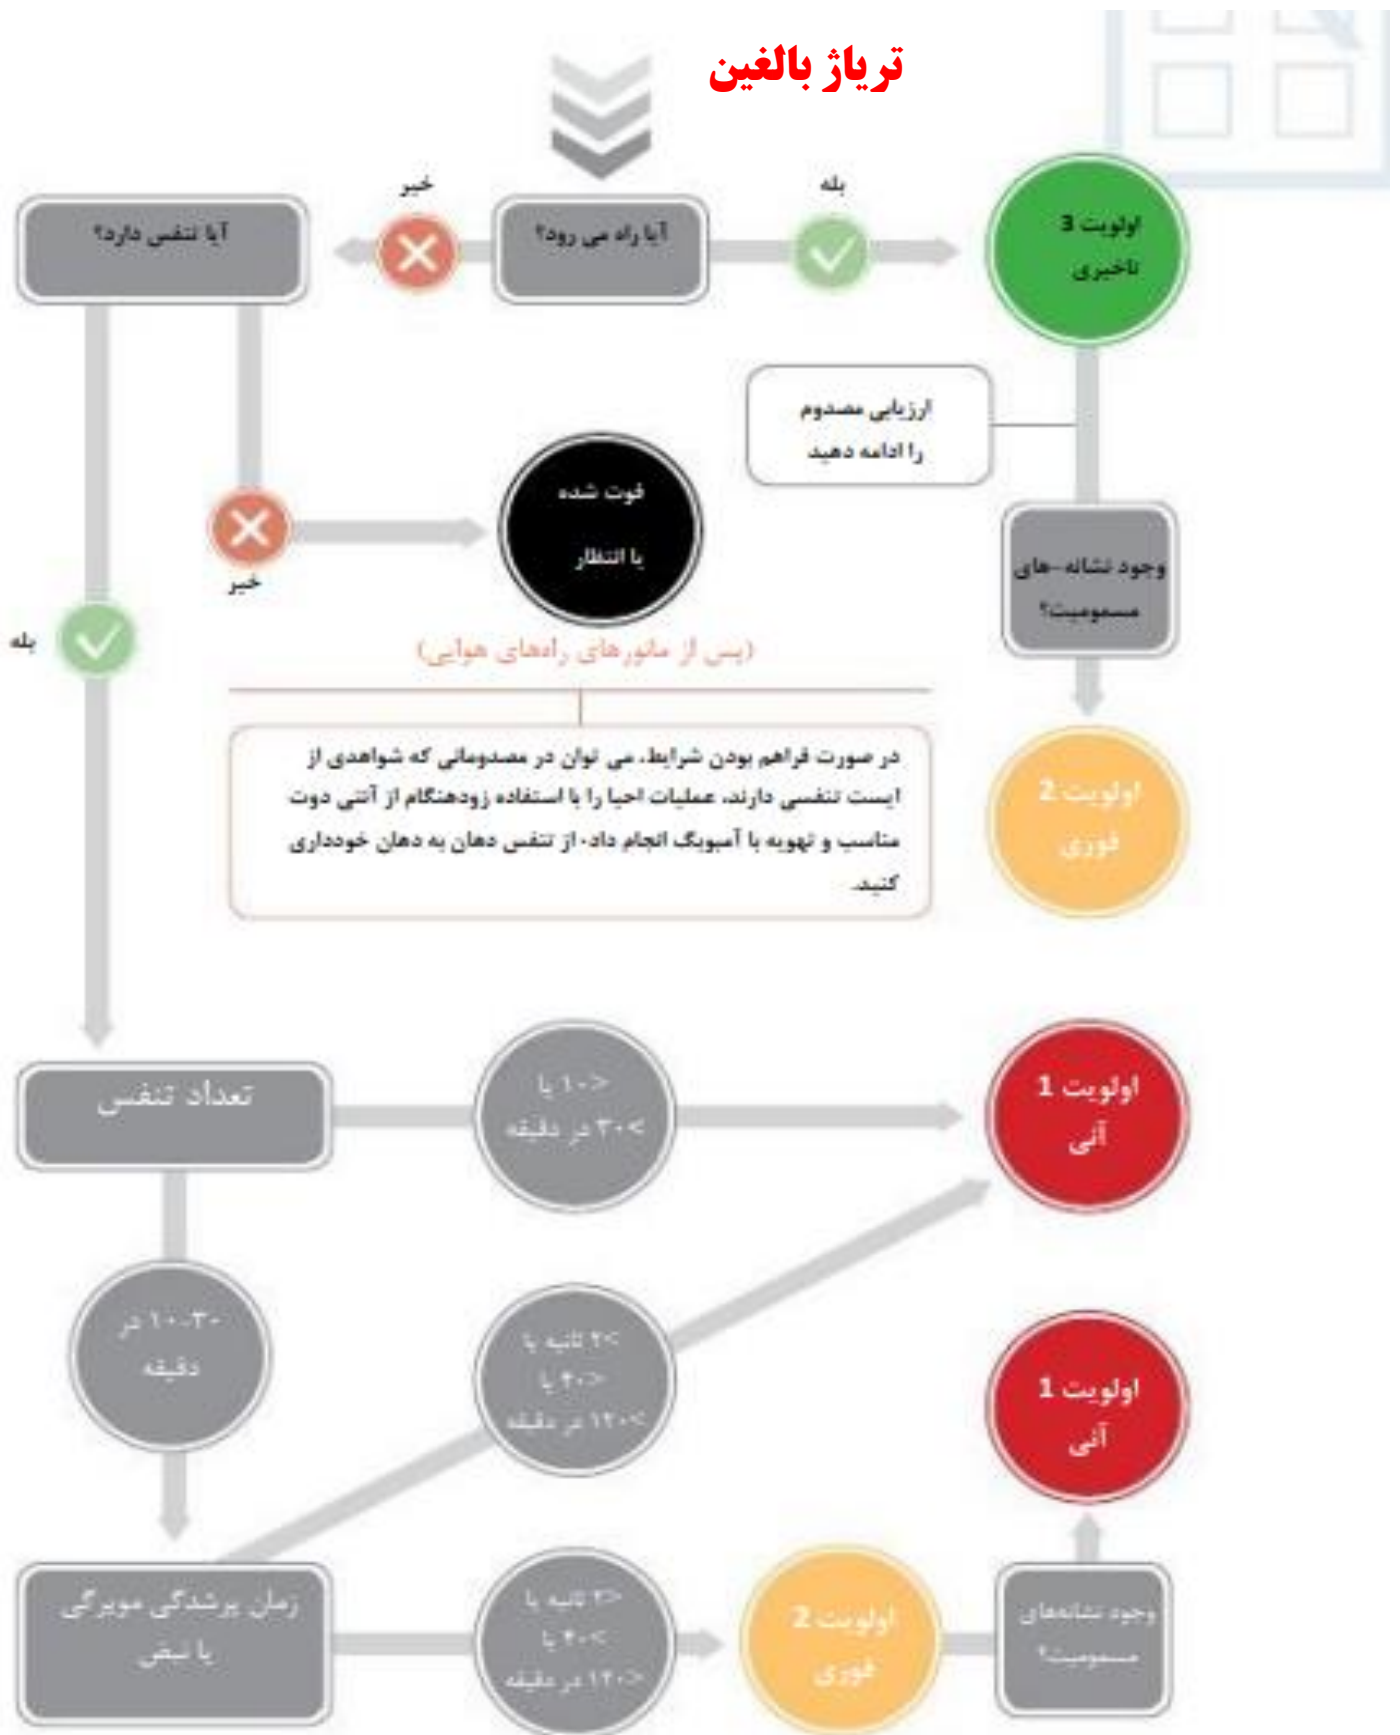 تریاژ بالغین
آیا راه می رود؟
بله
اولویت 3
تاخیری
ارزیابی مصدوم
را ادامه دهید
وجود نشانه-های
مسمومیت؟
اولویت 2
فوری
خیر
آیا تنفس دارد؟
خیر
فوت شده
یا انتظار
(پس از مانورهای راه‌های هوایی)
در صورت فراهم بودن شرایط، می توان در مصدومانی که شواهدی از
ایست تنفسی دارند، عملیات احیا را با استفاده زودهنگام از آنتی دوت
مناسب و تهویه با آمبوبگ انجام داد. از تنفس دهان به دهان خودداری
کنید.
بله
تعداد تنفس
<۱۰ یا
>۳۰ در دقیقه
اولویت 1
آنی
۱۰-۳۰ در
دقیقه
زمان پرشدگی مویرگی
یا نبض
>۲ ثانیه یا
<۴۰ یا
>۱۲۰ در دقیقه
<۲ ثانیه یا
>۴۰ یا
<۱۲۰ در دقیقه
اولویت 2
فوری
وجود نشانه‌های
مسمومیت؟
اولویت 1
آنی